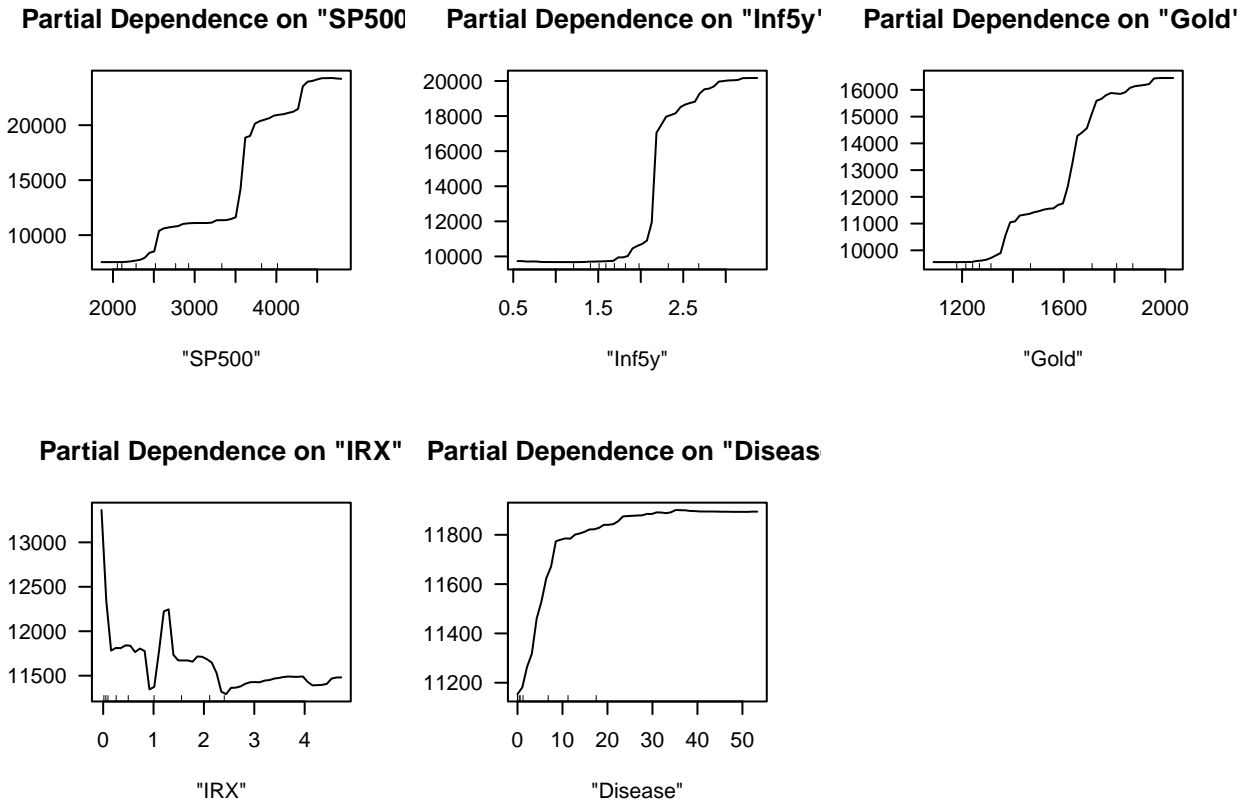 Partial Dependence on "SP500
20000
15000
10000
2000 3000 4000
"SP500"
Partial Dependence on "Inf5y"
20000
18000
16000
14000
12000
10000
0.5 1.5 2.5
"Inf5y"
Partial Dependence on "Gold"
16000
15000
14000
13000
12000
11000
10000
1200 1600 2000
"Gold"
Partial Dependence on "IRX"
13000
12500
12000
11500
0 1 2 3 4
"IRX"
Partial Dependence on "Diseas
11800
11600
11400
11200
0 10 20 30 40 50
"Disease"